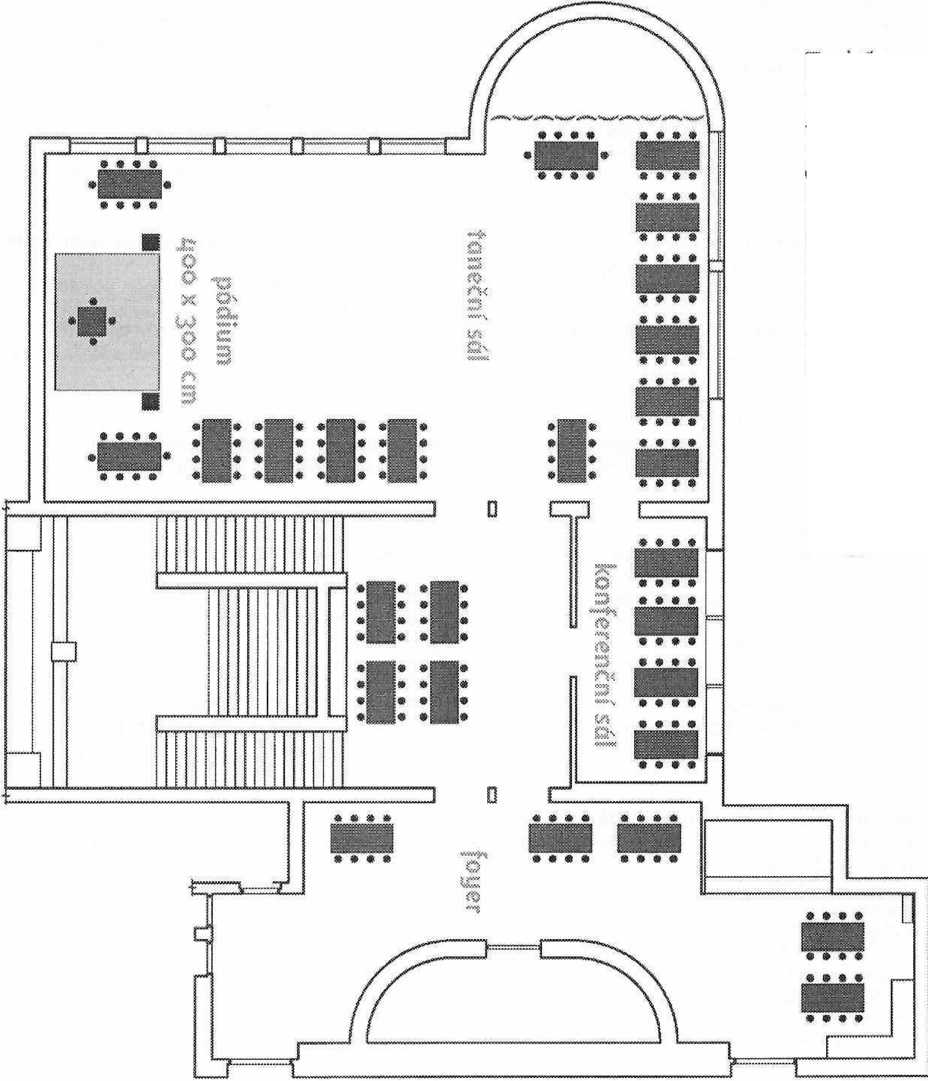 taneční sál
pódium
400 x 300 cm
konferenční sál
foyer